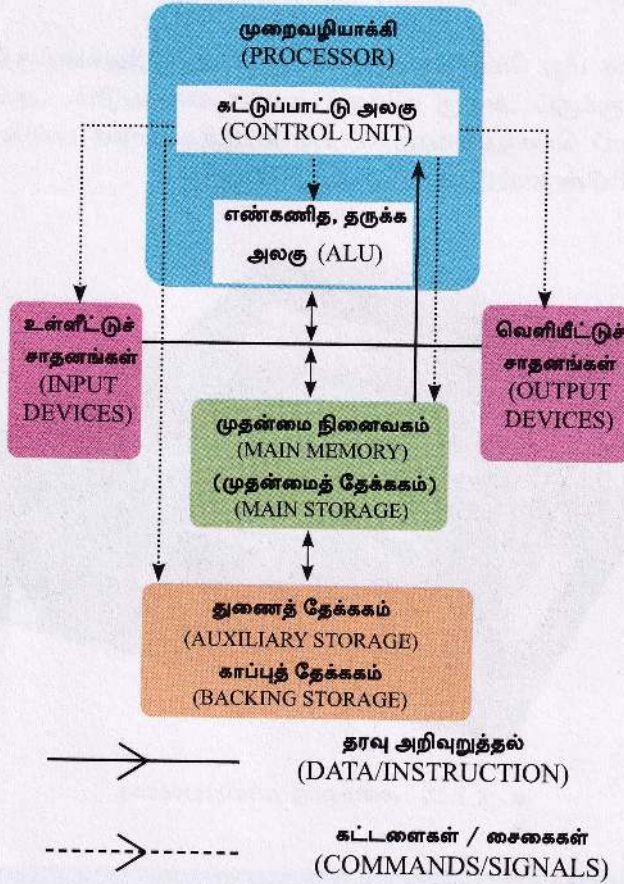 முறைவழியாக்கி
(PROCESSOR)
கட்டுப்பாட்டு அலகு
(CONTROL UNIT)
எண்கணித, தருக்க
அலகு (ALU)
உள்ளீட்டுச்
சாதனங்கள்
(INPUT
DEVICES)
வெளியீட்டுச்
சாதனங்கள்
(OUTPUT
DEVICES)
முதன்மை நினைவகம்
(MAIN MEMORY)
(முதன்மைத் தேக்ககம்)
(MAIN STORAGE)
துணைத் தேக்ககம்
(AUXILIARY STORAGE)
காப்புத் தேக்ககம்
(BACKING STORAGE)
தரவு அறிவுறுத்தல்
(DATA/INSTRUCTION)
கட்டளைகள் / சைகைகள்
(COMMANDS/SIGNALS)